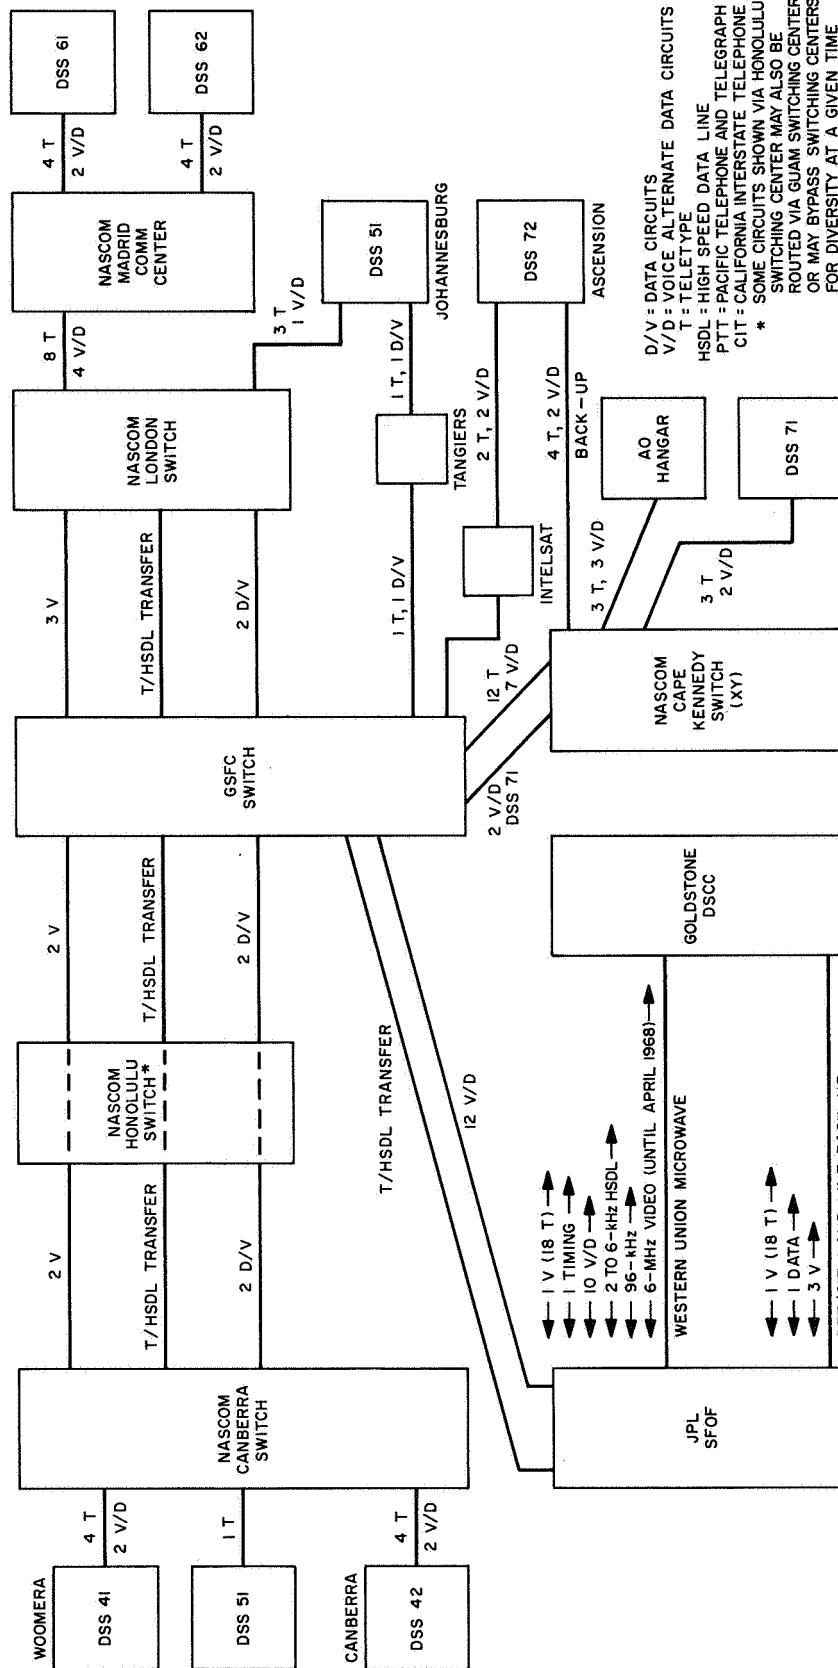 WOOMERA
DSS 41
4 T
2 V/D
DSS 51
1 T
CANBERRA
DSS 42
4 T
2 V/D
NASCOM
CANBERRA
SWITCH
2 V
T/HSDL TRANSFER
2 D/V
NASCOM
HONOLULU
SWITCH*
2 V
T/HSDL TRANSFER
2 D/V
GSFC
SWITCH
3 V
T/HSDL TRANSFER
2 D/V
NASCOM
LONDON
SWITCH
8 T
4 V/D
NASCOM
MADRID
COMM
CENTER
4 T
2 V/D
DSS 61
4 T
2 V/D
DSS 62
3 T
1 V/D
DSS 51
JOHANNESBURG
1 T, 1 D/V
TANGIERS
1 T, 1 D/V
DSS 72
ASCENSION
2 T, 2 V/D
INTELSAT
4 T, 2 V/D
BACK-UP
T/HSDL TRANSFER
12 V/D
12 T
7 V/D
2 V/D
DSS 71
NASCOM
CAPE
KENNEDY
SWITCH
(XY)
3 T, 3 V/D
AO
HANGAR
3 T
2 V/D
DSS 71
JPL
SFOF
1 V (18 T)
1 TIMING
10 V/D
2 TO 6-kHz HSDL
96-kHz
6-MHz VIDEO (UNTIL APRIL 1968)
WESTERN UNION MICROWAVE
1 V (18 T)
1 DATA
3 V
GOLDSTONE
DSCC
D/V = DATA CIRCUITS
V/D = VOICE ALTERNATE DATA CIRCUITS
T = TELETYPE
HSDL = HIGH SPEED DATA LINE
PTT = PACIFIC TELEPHONE AND TELEGRAPH
CIT = CALIFORNIA INTERSTATE TELEPHONE
* SOME CIRCUITS SHOWN VIA HONOLULU
SWITCHING CENTER MAY ALSO BE
ROUTED VIA GUAM SWITCHING CENTER
OR MAY BYPASS SWITCHING CENTERS
FOR DIVERSITY AT A GIVEN TIME